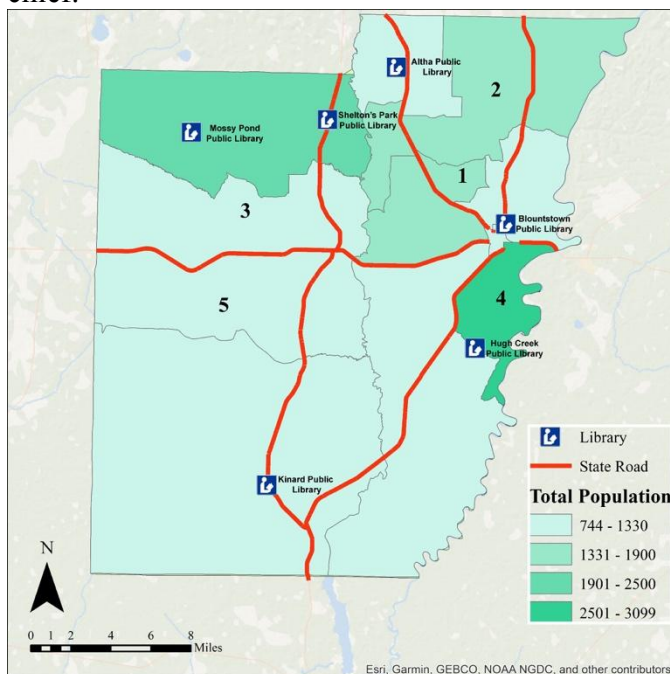 Altha Public
Library
2
Shelton's Park
Public Library
Mossy Pond
Public Library
1
3
Blountstown
Public Library
5
4
Hugh Creek
Public Library
Kinard Public
Library
Library
State Road
Total Population
744 - 1330
1331 - 1900
1901 - 2500
2501 - 3099
N
0 1 2 4 6 8
Miles
Esri, Garmin, GEBCO, NOAA NGDC, and other contributors